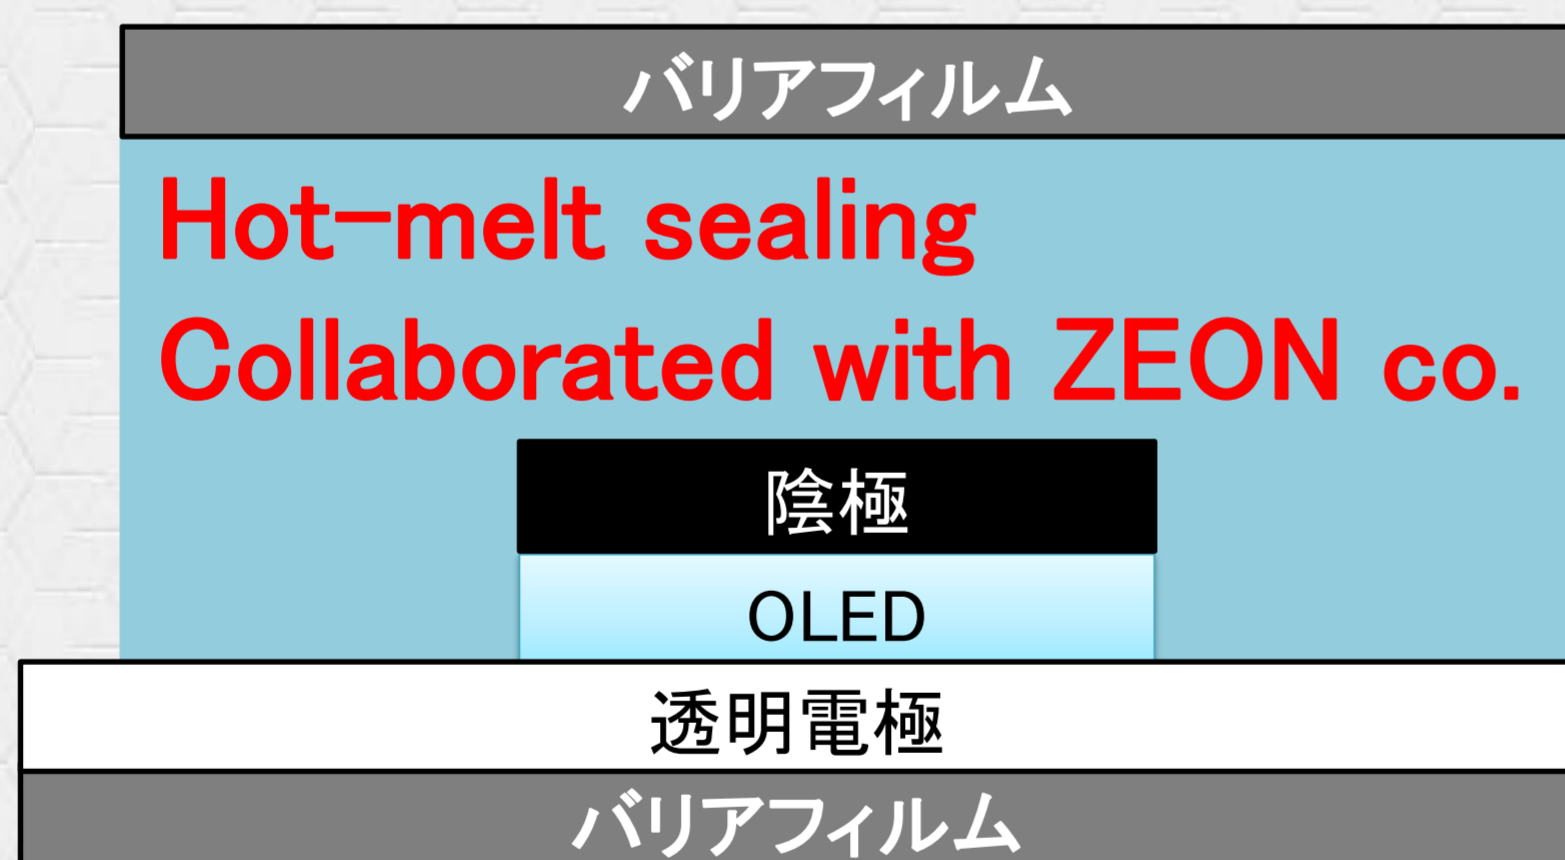 バリアフィルム
Hot-melt sealing
Collaborated with ZEON co.
陰極
OLED
透明電極
バリアフィルム